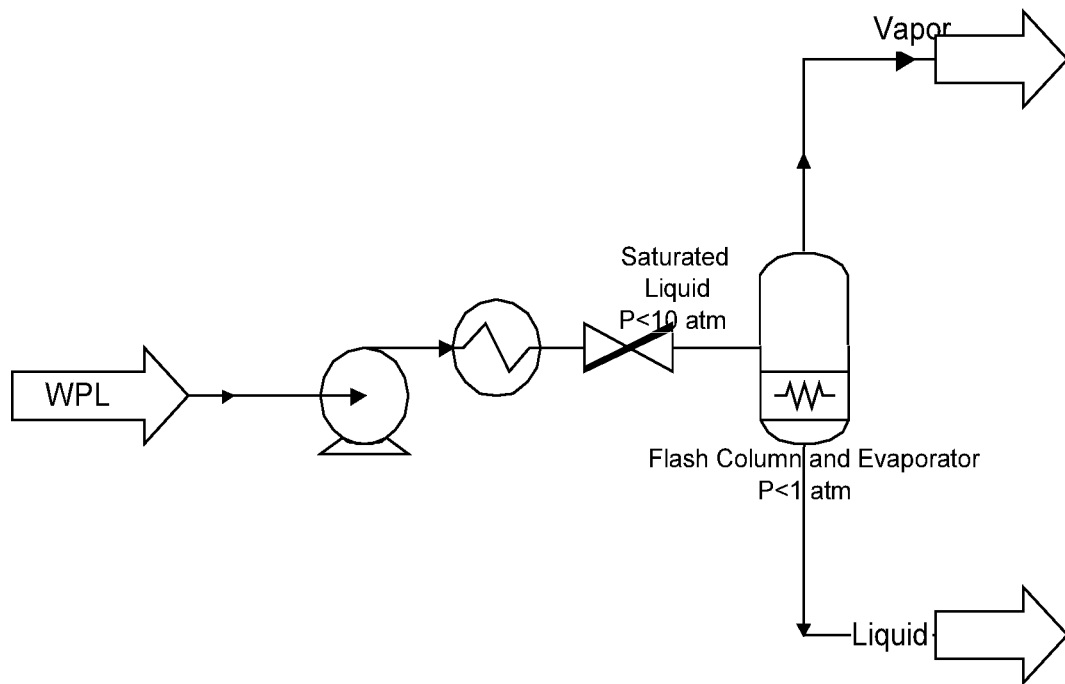 Vapor
Saturated
Liquid
P<10 atm
WPL
Flash Column and Evaporator
P<1 atm
Liquid